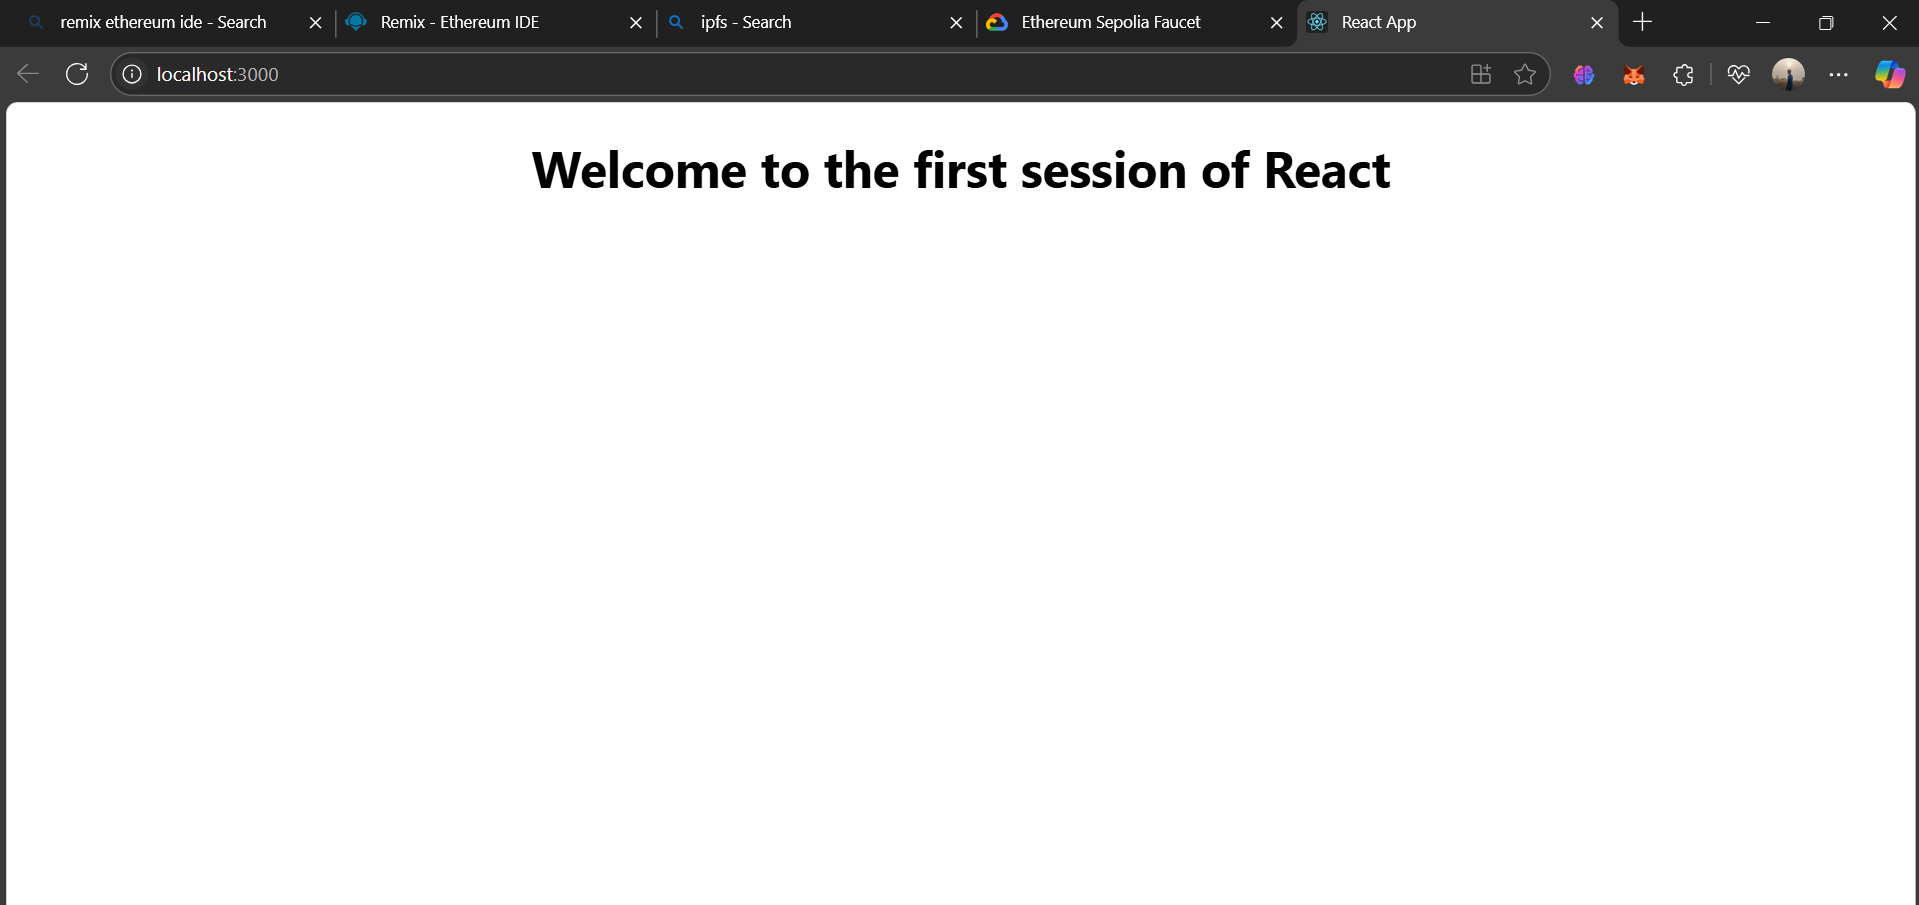 remix ethereum ide - Search
Remix - Ethereum IDE
ipfs - Search
Ethereum Sepolia Faucet
React App
localhost:3000
Welcome to the first session of React